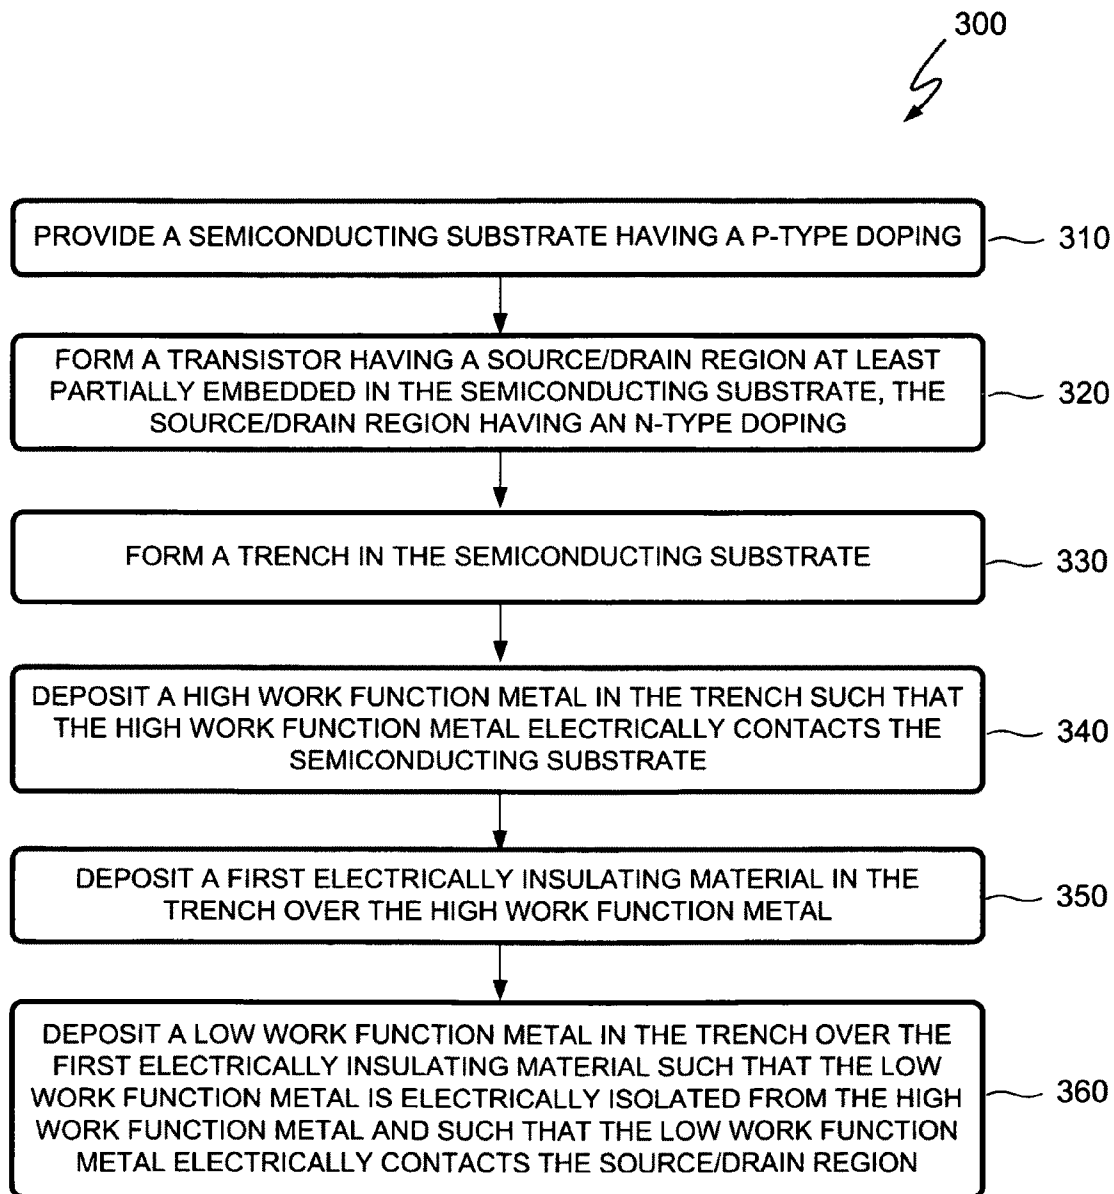 300
PROVIDE A SEMICONDUCTING SUBSTRATE HAVING A P-TYPE DOPING
310
FORM A TRANSISTOR HAVING A SOURCE/DRAIN REGION AT LEAST
PARTIALLY EMBEDDED IN THE SEMICONDUCTING SUBSTRATE, THE
SOURCE/DRAIN REGION HAVING AN N-TYPE DOPING
320
FORM A TRENCH IN THE SEMICONDUCTING SUBSTRATE
330
DEPOSIT A HIGH WORK FUNCTION METAL IN THE TRENCH SUCH THAT
THE HIGH WORK FUNCTION METAL ELECTRICALLY CONTACTS THE
SEMICONDUCTING SUBSTRATE
340
DEPOSIT A FIRST ELECTRICALLY INSULATING MATERIAL IN THE
TRENCH OVER THE HIGH WORK FUNCTION METAL
350
DEPOSIT A LOW WORK FUNCTION METAL IN THE TRENCH OVER THE
FIRST ELECTRICALLY INSULATING MATERIAL SUCH THAT THE LOW
WORK FUNCTION METAL IS ELECTRICALLY ISOLATED FROM THE HIGH
WORK FUNCTION METAL AND SUCH THAT THE LOW WORK FUNCTION
METAL ELECTRICALLY CONTACTS THE SOURCE/DRAIN REGION
360